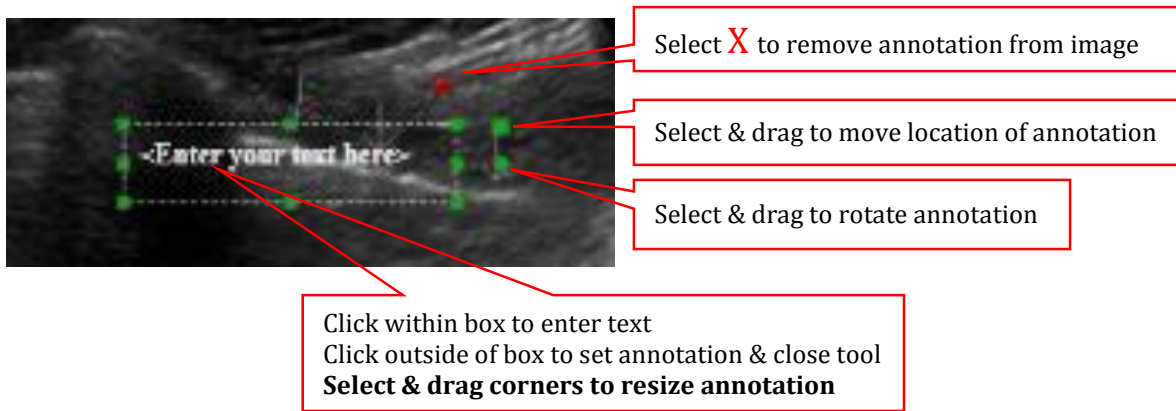 Select X to remove annotation from image
Select & drag to move location of annotation
<Enter your text here>
Select & drag to rotate annotation
Click within box to enter text
Click outside of box to set annotation & close tool
Select & drag corners to resize annotation